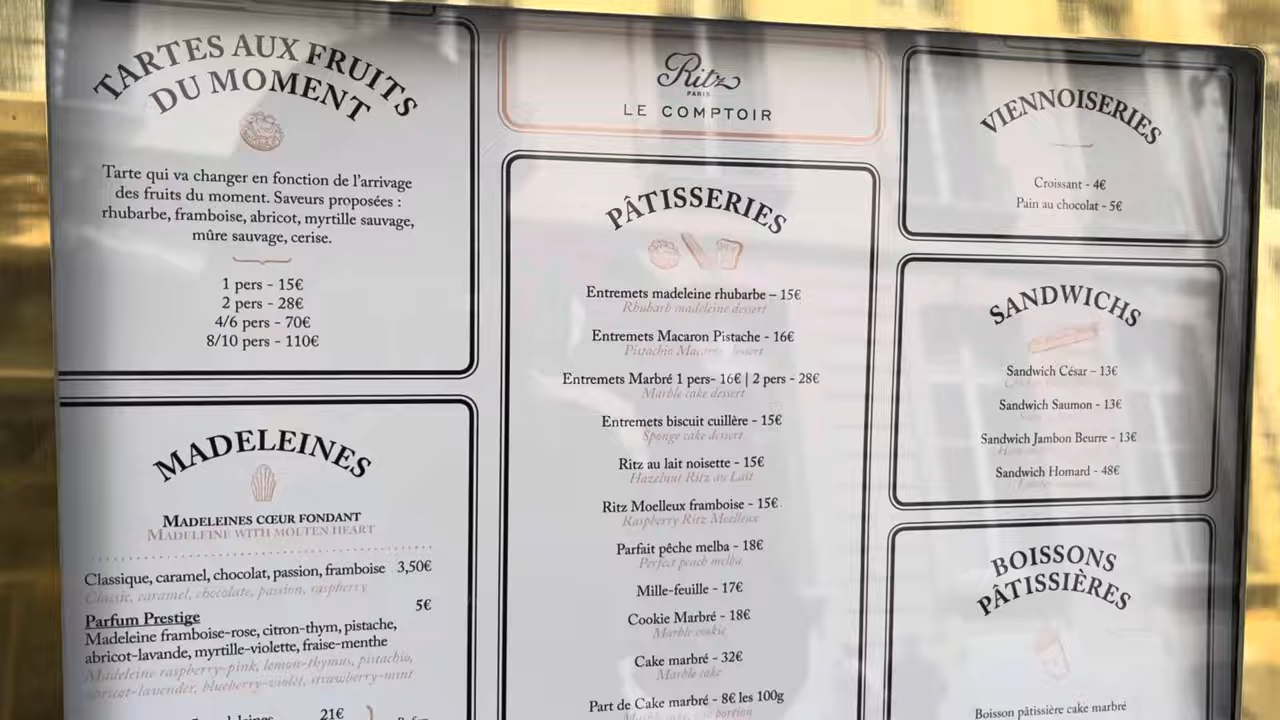 TARTES AUX FRUITS
DU MOMENT
Tarte qui va changer en fonction de l'arrivage
des fruits du moment. Saveurs proposées :
rhubarbe, framboise, abricot, myrtille sauvage,
mûre sauvage, cerise.
1 pers - 15€
2 pers - 28€
4/6 pers - 70€
8/10 pers - 110€
MADELEINES
MADELEINES CŒUR FONDANT
MADELEINE WITH MOLTEN HEART
Classique, caramel, chocolat, passion, framboise 3,50€
Classic, caramel, chocolate, passion, raspberry
Parfum Prestige 5€
Madeleine framboise-rose, citron-thym, pistache,
abricot-lavande, myrtille-violette, fraise-menthe
Madeleine raspberry-pink, lemon-thymus, pistachio,
apricot-lavender, blueberry-violet, strawberry-mint
21€
Ritz
PARIS
LE COMPTOIR
PÂTISSERIES
Entremets madeleine rhubarbe – 15€
Rhubarb madeleine dessert
Entremets Macaron Pistache - 16€
Pistachio Macaron dessert
Entremets Marbré 1 pers- 16€ | 2 pers - 28€
Marble cake dessert
Entremets biscuit cuillère - 15€
Sponge cake dessert
Ritz au lait noisette - 15€
Hazelnut Ritz au Lait
Ritz Moelleux framboise - 15€
Raspberry Ritz Moelleux
Parfait pêche melba - 18€
Perfect peach melba
Mille-feuille - 17€
Cookie Marbré - 18€
Marble cookie
Cake marbré - 32€
Marble cake
Part de Cake marbré - 8€ les 100g
Marble cake, portion
VIENNOISERIES
Croissant - 4€
Pain au chocolat - 5€
SANDWICHS
Sandwich César – 13€
Sandwich Saumon - 13€
Sandwich Jambon Beurre - 13€
Sandwich Homard - 48€
BOISSONS
PÂTISSIÈRES
Boisson pâtissière cake marbré